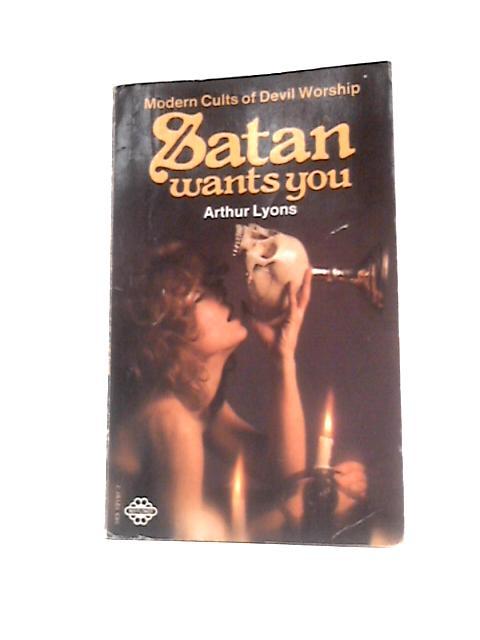 Modern Cults of Devil Worship
Satan
wants you
Arthur Lyons